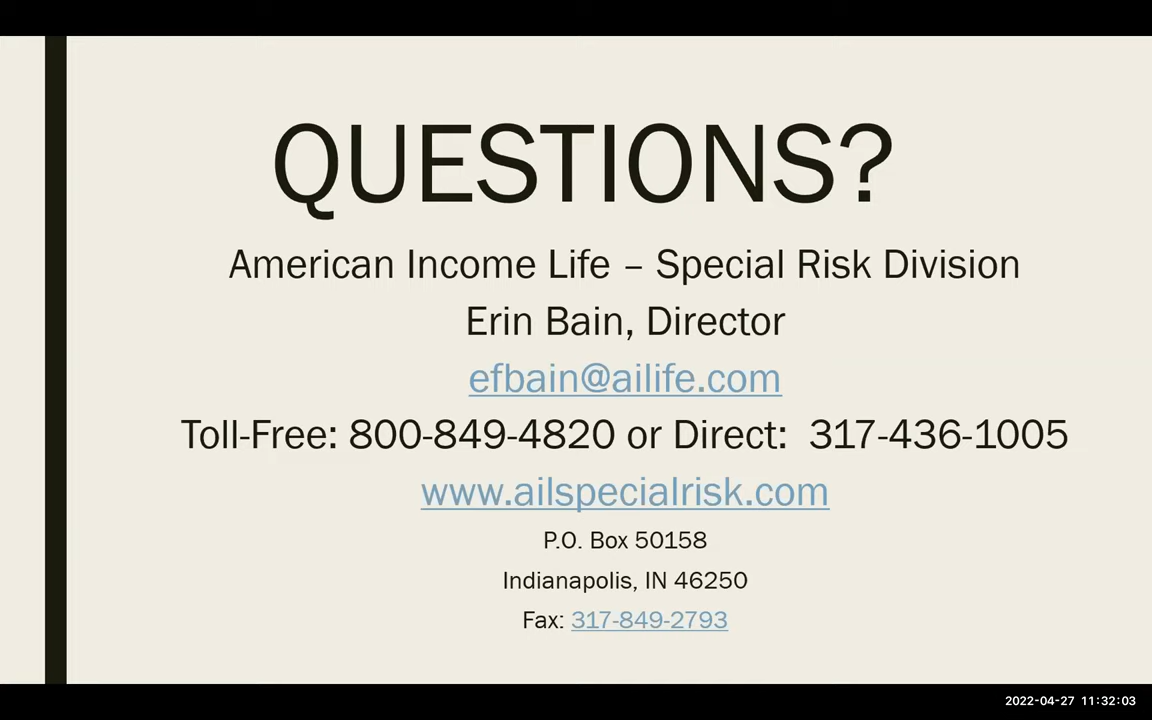 QUESTIONS?
American Income Life – Special Risk Division
Erin Bain, Director
efbain@ailife.com
Toll-Free: 800-849-4820 or Direct:  317-436-1005
www.ailspecialrisk.com
P.O. Box 50158
Indianapolis, IN 46250
Fax: 317-849-2793
2022-04-27 11:32:03